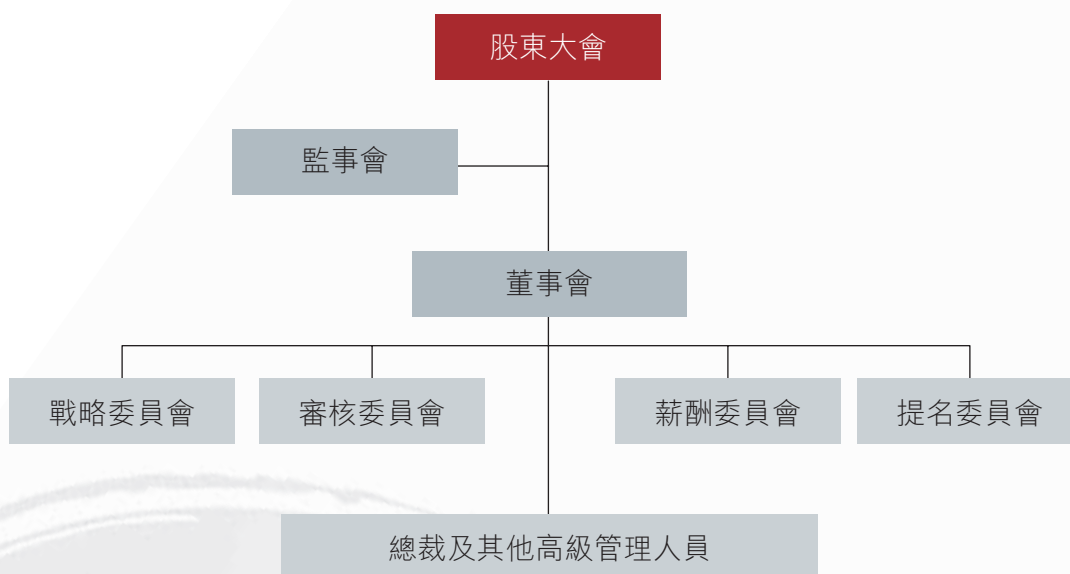 股東大會
監事會
董事會
戰略委員會
審核委員會
薪酬委員會
提名委員會
總裁及其他高級管理人員